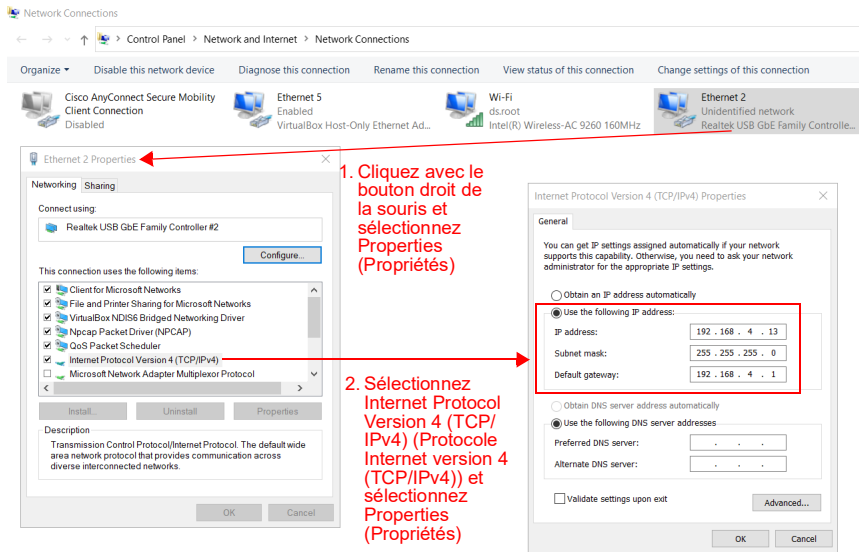 Network Connections
Control Panel > Network and Internet > Network Connections
Organize Disable this network device Diagnose this connection Rename this connection View status of this connection Change settings of this connection
Cisco AnyConnect Secure Mobility
Client Connection
Disabled
Ethernet 5
Enabled
VirtualBox Host-Only Ethernet Ad...
Wi-Fi
ds.root
Intel(R) Wireless-AC 9260 160MHz
Ethernet 2
Unidentified network
Realtek USB GbE Family Controlle...
Ethernet 2 Properties
Networking Sharing
Connect using:
Realtek USB GbE Family Controller #2
Configure...
This connection uses the following items:
Client for Microsoft Networks
File and Printer Sharing for Microsoft Networks
VirtualBox NDIS6 Bridged Networking Driver
Npcap Packet Driver (NPCAP)
QoS Packet Scheduler
Internet Protocol Version 4 (TCP/IPv4)
Microsoft Network Adapter Multiplexor Protocol
Install... Uninstall Properties
Description
Transmission Control Protocol/Internet Protocol. The default wide
area network protocol that provides communication across
diverse interconnected networks.
OK Cancel
1. Cliquez avec le
bouton droit de
la souris et
sélectionnez
Properties
(Propriétés)
2. Sélectionnez
Internet Protocol
Version 4 (TCP/
IPv4) (Protocole
Internet version 4
(TCP/IPv4)) et
sélectionnez
Properties
(Propriétés)
Internet Protocol Version 4 (TCP/IPv4) Properties
General
You can get IP settings assigned automatically if your network
supports this capability. Otherwise, you need to ask your network
administrator for the appropriate IP settings.
Obtain an IP address automatically
Use the following IP address:
IP address: 192 . 168 . 4 . 13
Subnet mask: 255 . 255 . 255 . 0
Default gateway: 192 . 168 . 4 . 1
Obtain DNS server address automatically
Use the following DNS server addresses
Preferred DNS server: . . .
Alternate DNS server: . . .
Validate settings upon exit
Advanced...
OK Cancel